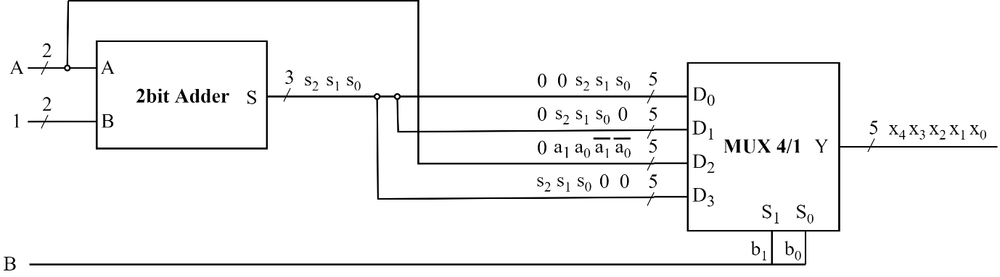 2
A
A
2bit Adder
S
2
1
B
3 s₂ s₁ s₀
0 0 s₂ s₁ s₀ 5
D₀
0 s₂ s₁ s₀ 0 5
D₁
0 a₁ a₀ a̅₁ a̅₀ 5
D₂
s₂ s₁ s₀ 0 0 5
D₃
MUX 4/1 Y
5 x₄ x₃ x₂ x₁ x₀
S₁ S₀
b₁ b₀
B